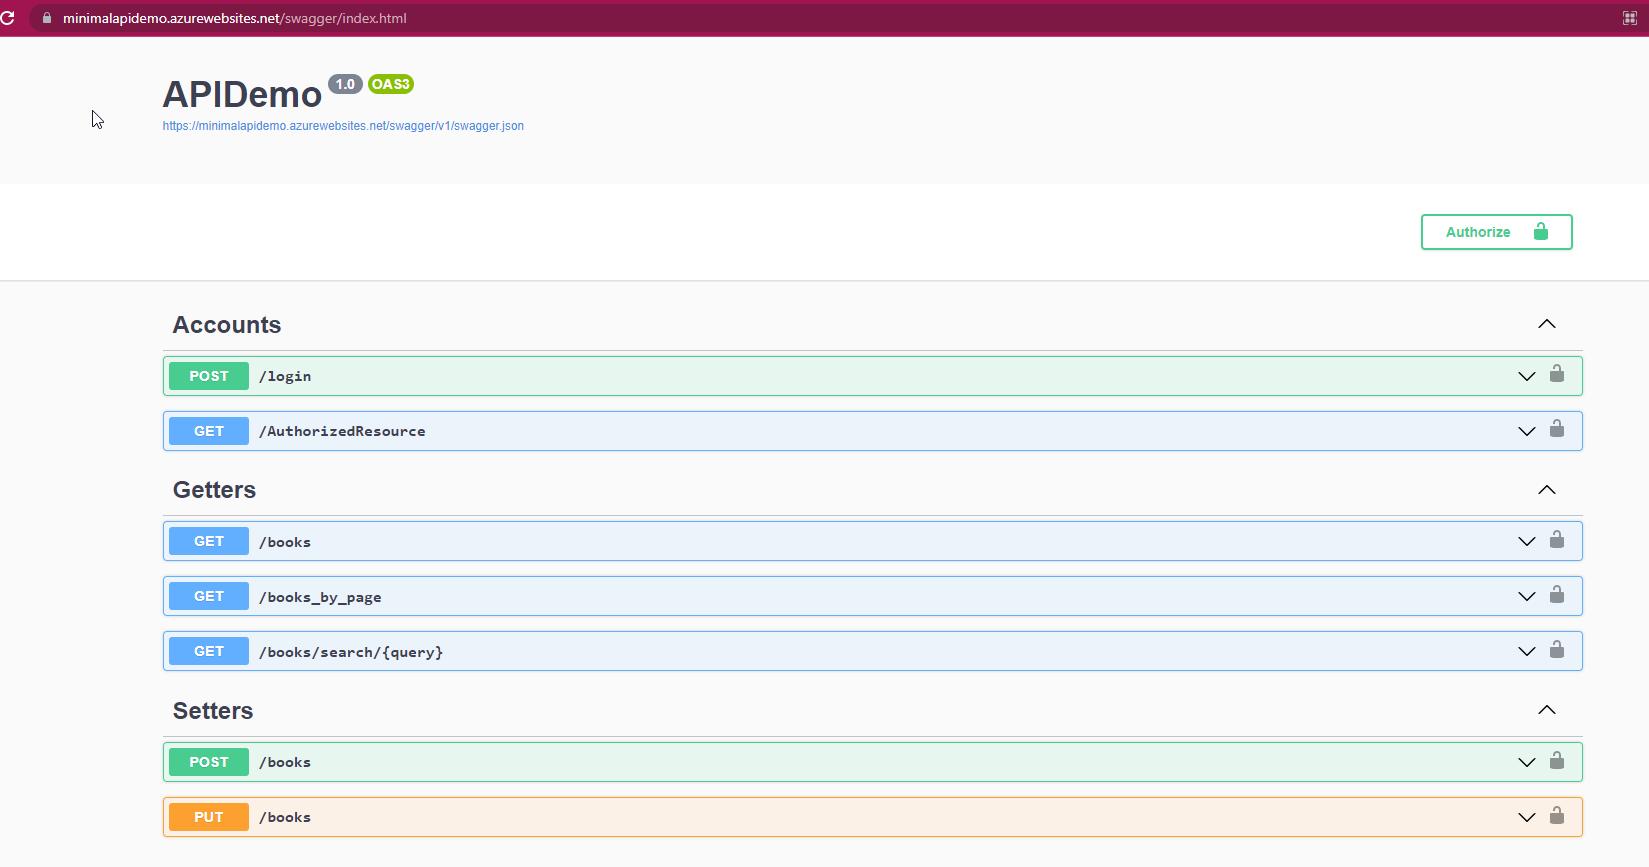 minimalapidemo.azurewebsites.net/swagger/index.html
APIDemo 1.0 OAS3
https://minimalapidemo.azurewebsites.net/swagger/v1/swagger.json
Authorize
Accounts
POST /login
GET /AuthorizedResource
Getters
GET /books
GET /books_by_page
GET /books/search/{query}
Setters
POST /books
PUT /books